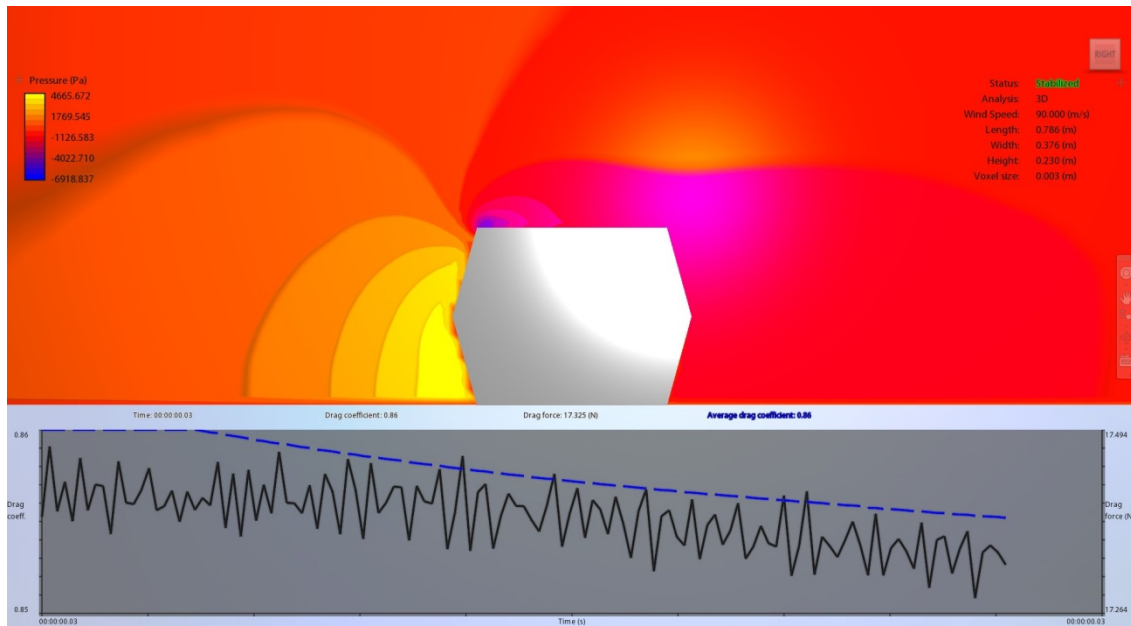 RIGHT
Pressure (Pa)
4665.672
1769.545
-1126.583
-4022.710
-6918.837
Status: Stabilized
Analysis: 3D
Wind Speed: 90.000 (m/s)
Length: 0.786 (m)
Width: 0.376 (m)
Height: 0.230 (m)
Voxel size: 0.003 (m)
Time: 00:00:00.03 Drag coefficient: 0.86 Drag force: 17.325 (N) Average drag coefficient: 0.86
0.86
17.494
Drag
coeff.
Drag
force (N
0.85
17.264
00:00:00.03 Time (s) 00:00:00.03